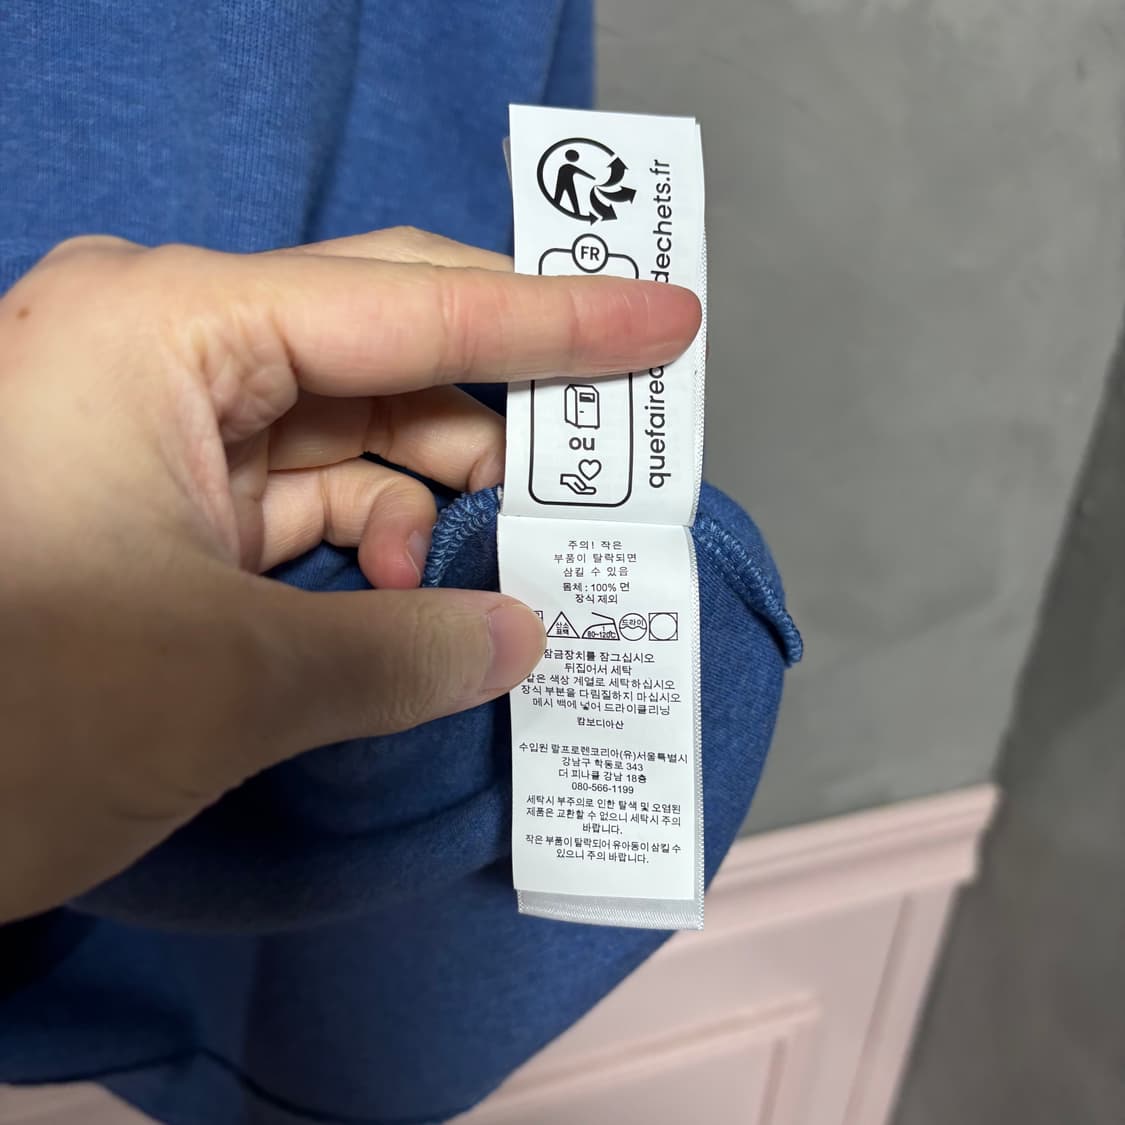 FR
ou
quefaire
dechets.fr
주의! 작은
부품이 탈락되면
삼킬 수 있음
몸체 : 100% 면
장식 제외
산소
표백
80~120℃
드라이
잠금장치를 잠그십시오
뒤집어서 세탁
같은 색상 계열로 세탁하십시오
장식 부분을 다림질하지 마십시오
메시 백에 넣어 드라이클리닝
캄보디아산
수입원 랄프로렌코리아(유)서울특별시
강남구 학동로 343
더 피나클 강남 18층
080-566-1199
세탁시 부주의로 인한 탈색 및 오염된
제품은 교환할 수 없으니 세탁시 주의
바랍니다.
작은 부품이 탈락되어 유아동이 삼킬 수
있으니 주의 바랍니다.